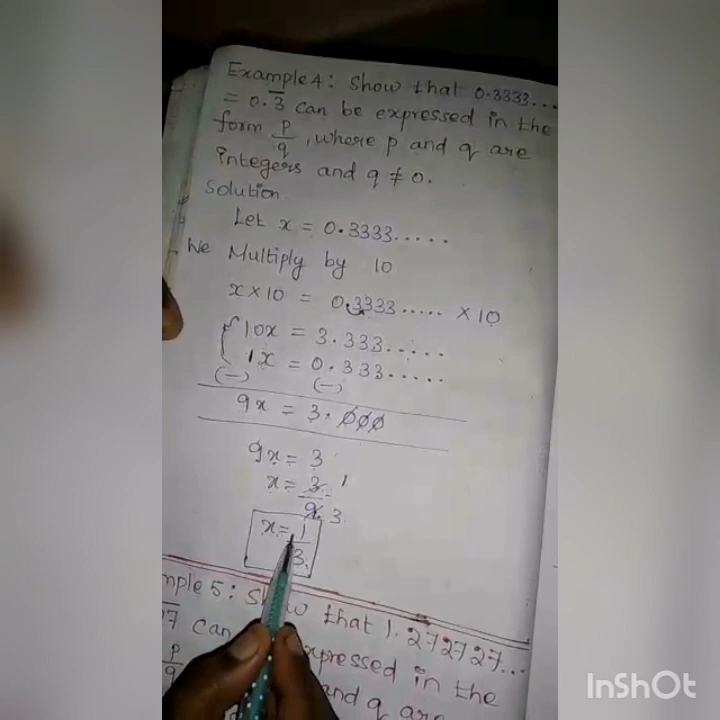 Example 4: Show that 0.3333...
= 0.3̅ can be expressed in the
form p/q, where p and q are
integers and q ≠ 0.
Solution
Let x = 0.3333.....
We Multiply by 10
x × 10 = 0.3333..... × 10
10x = 3.333......
1x = 0.333.....
(-) (-)
9x = 3.000
9x = 3
x = 3/9 1 3
x = 1/3
5: Show that 1.272727...
can expressed in the
p/q and q are
InShOt